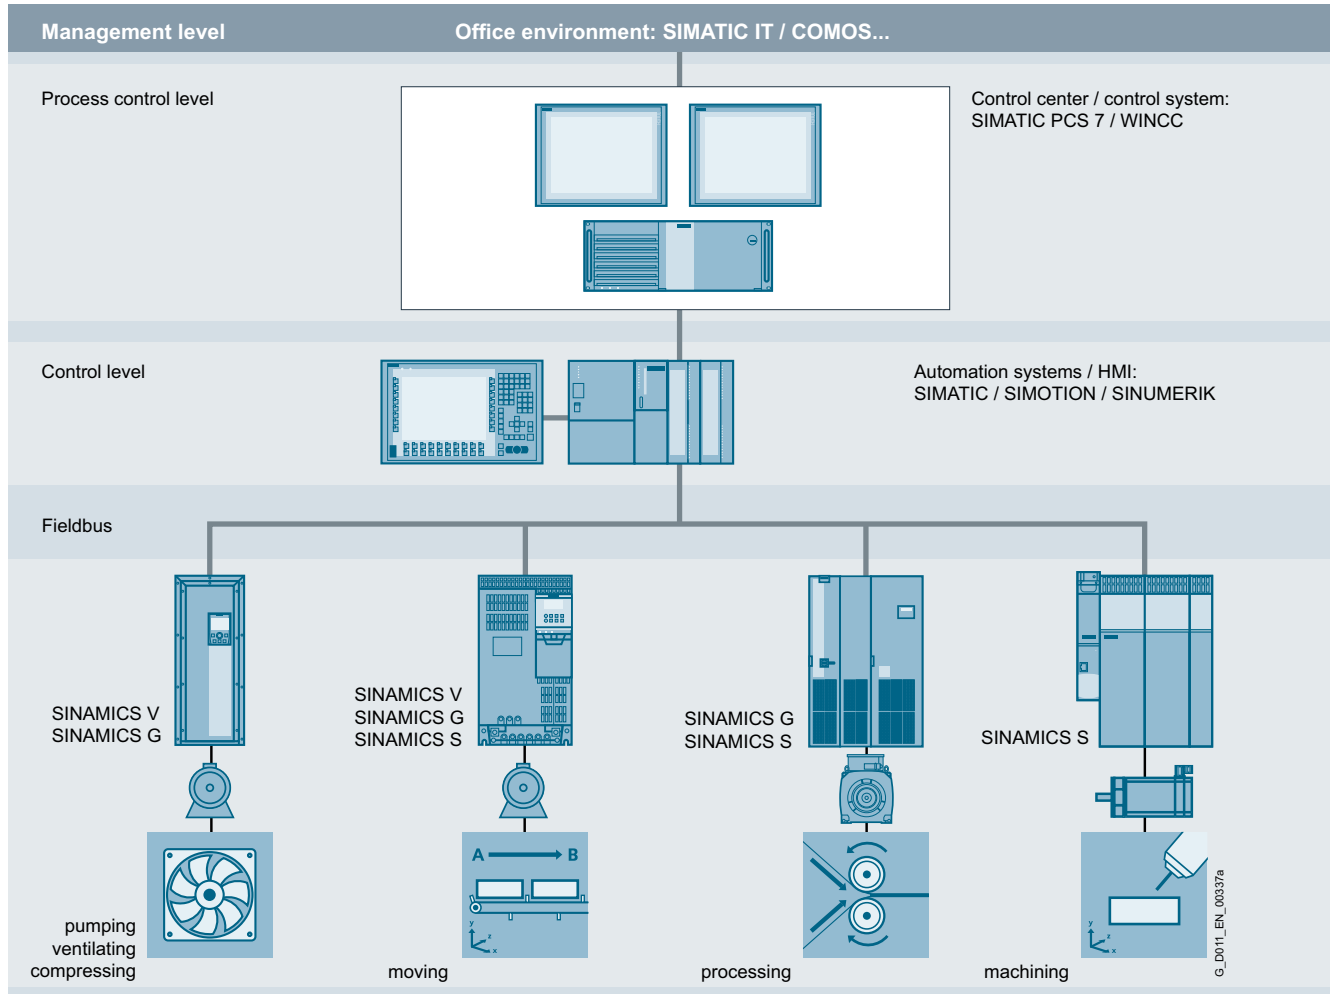 Management level
Office environment: SIMATIC IT / COMOS...
Process control level
Control center / control system:
SIMATIC PCS 7 / WINCC
Control level
Automation systems / HMI:
SIMATIC / SIMOTION / SINUMERIK
Fieldbus
SINAMICS V
SINAMICS G
SINAMICS V
SINAMICS G
SINAMICS S
SINAMICS G
SINAMICS S
SINAMICS S
A B
y
z
x
y
z
x
pumping
ventilating
compressing
moving
processing
machining
G_D011_EN_00337a